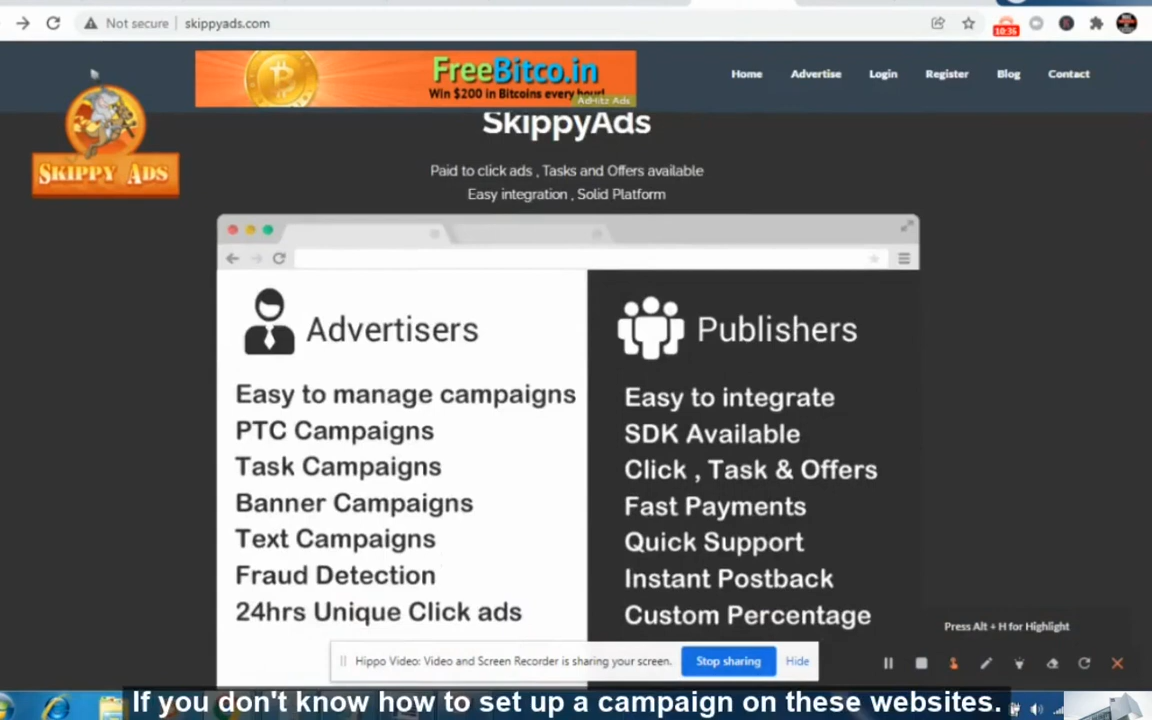 Not secure
skippyads.com
10:36
FreeBitco.in
Win $200 in Bitcoins every hour!
AdHitz Ads
Home
Advertise
Login
Register
Blog
Contact
SKIPPY ADS
SkippyAds
Paid to click ads , Tasks and Offers available
Easy integration , Solid Platform
Advertisers
Easy to manage campaigns
PTC Campaigns
Task Campaigns
Banner Campaigns
Text Campaigns
Fraud Detection
24hrs Unique Click ads
Publishers
Easy to integrate
SDK Available
Click , Task & Offers
Fast Payments
Quick Support
Instant Postback
Custom Percentage
Press Alt + H for Highlight
Hippo Video: Video and Screen Recorder is sharing your screen.
Stop sharing
Hide
If you don't know how to set up a campaign on these websites.